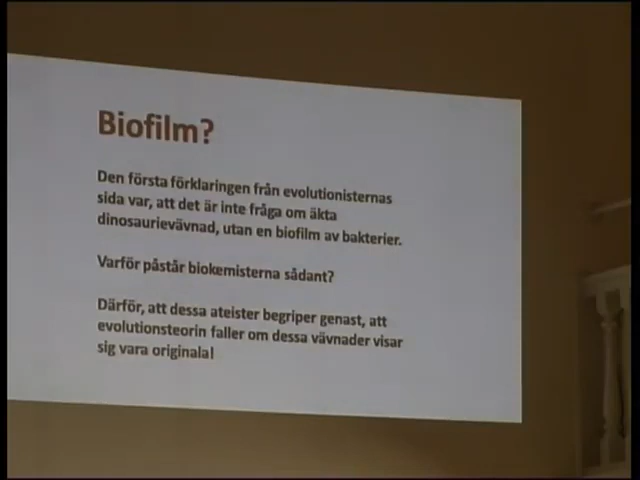 Biofilm?
Den första förklaringen från evolutionisternas
sida var, att det är inte fråga om äkta
dinosaurievävnad, utan en biofilm av bakterier.
Varför påstår biokemisterna sådant?
Därför, att dessa ateister begriper genast, att
evolutionsteorin faller om dessa vävnader visar
sig vara originala!